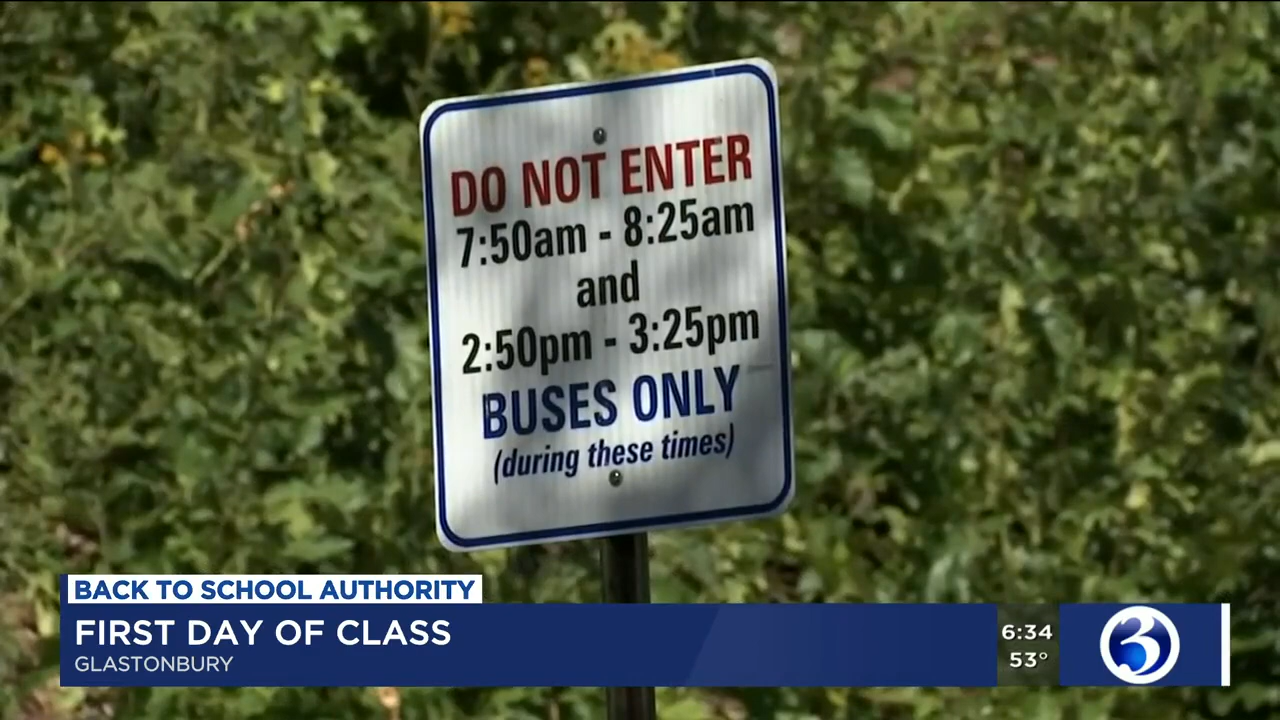 DO NOT ENTER
7:50am - 8:25am
and
2:50pm - 3:25pm
BUSES ONLY
(during these times)
BACK TO SCHOOL AUTHORITY
FIRST DAY OF CLASS
GLASTONBURY
6:34
53°
3